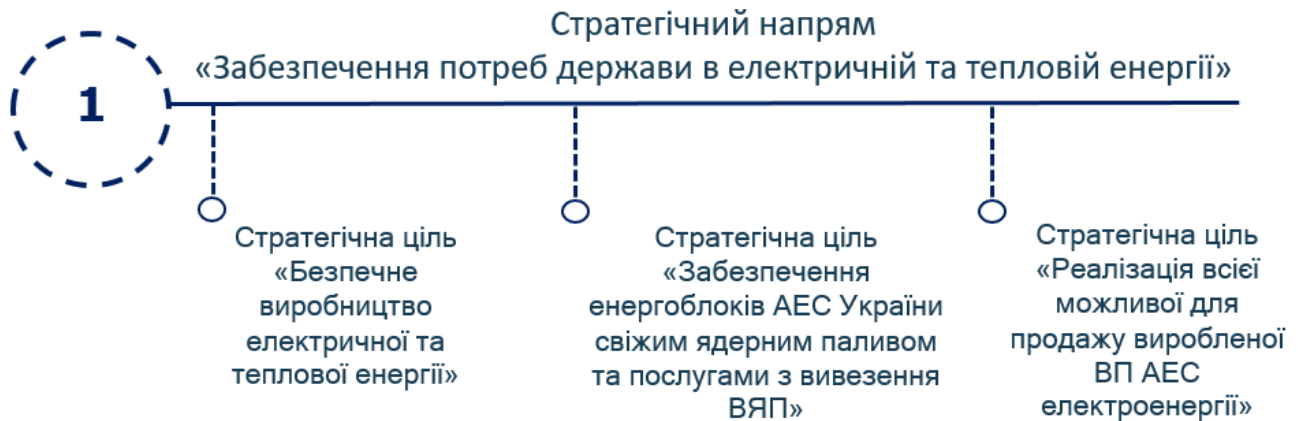 Стратегічний напрям
«Забезпечення потреб держави в електричній та тепловій енергії»
1
Стратегічна ціль
«Безпечне
виробництво
електричної та
теплової енергії»
Стратегічна ціль
«Забезпечення
енергоблоків АЕС України
свіжим ядерним паливом
та послугами з вивезення
ВЯП»
Стратегічна ціль
«Реалізація всієї
можливої для
продажу виробленої
ВП АЕС
електроенергії»